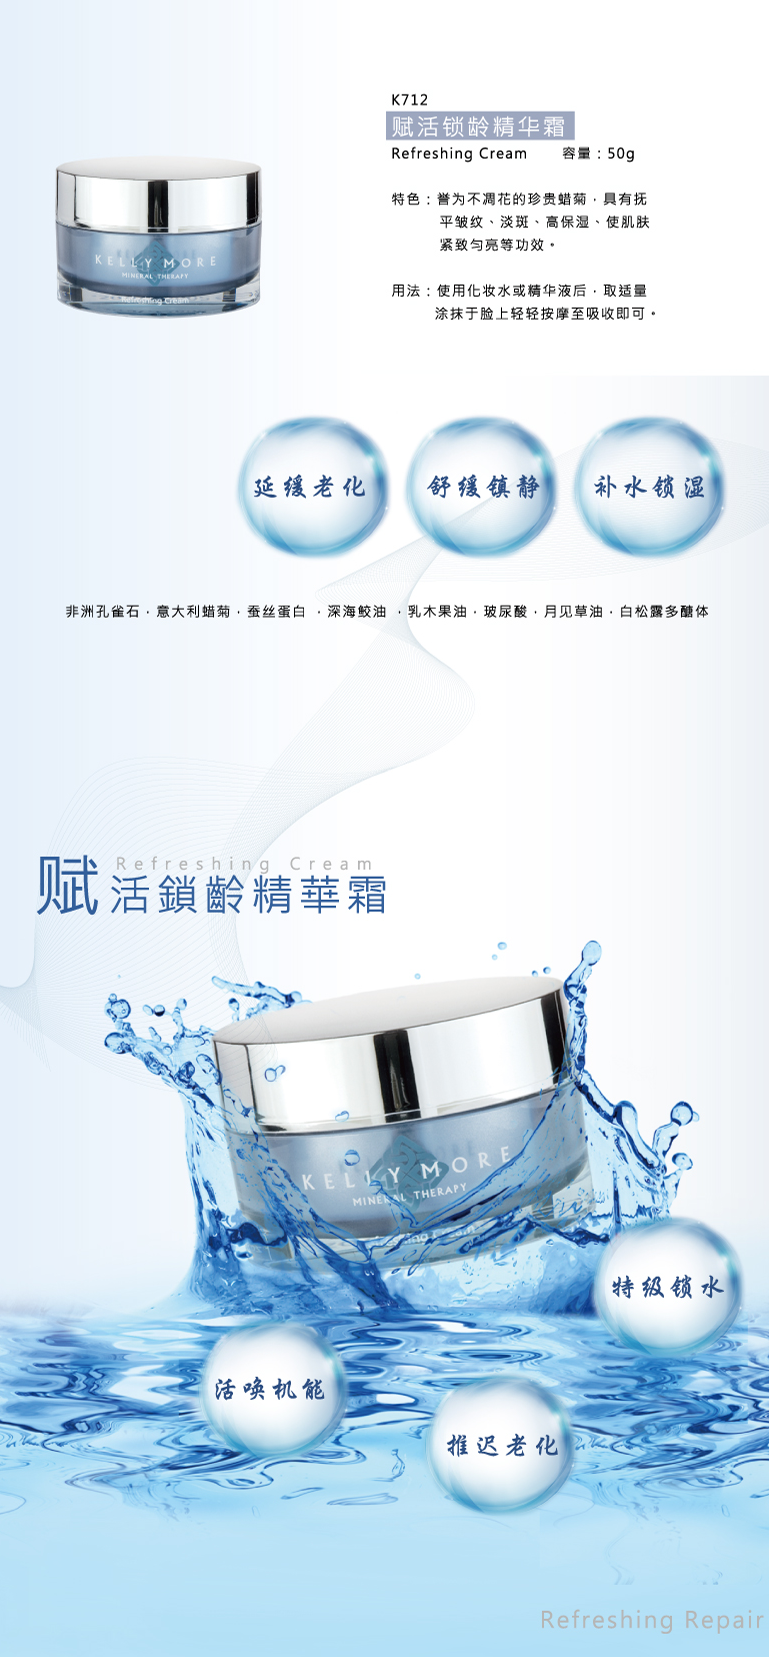 K712
赋活锁龄精华霜
Refreshing Cream 容量：50g
特色：誉为不凋花的珍贵蜡菊，具有抚
平皱纹、淡斑、高保湿、使肌肤
紧致匀亮等功效。
用法：使用化妆水或精华液后，取适量
涂抹于脸上轻轻按摩至吸收即可。
KELLY MORE
MINERAL THERAPY
Refreshing Cream
延缓老化
舒缓镇静
补水锁湿
非洲孔雀石．意大利蜡菊．蚕丝蛋白 ．深海鲛油 ．乳木果油．玻尿酸．月见草油．白松露多醣体
Refreshing Cream
赋活鎖齡精華霜
KELLY MORE
MINERAL THERAPY
特级锁水
活唤机能
推迟老化
Refreshing Repair